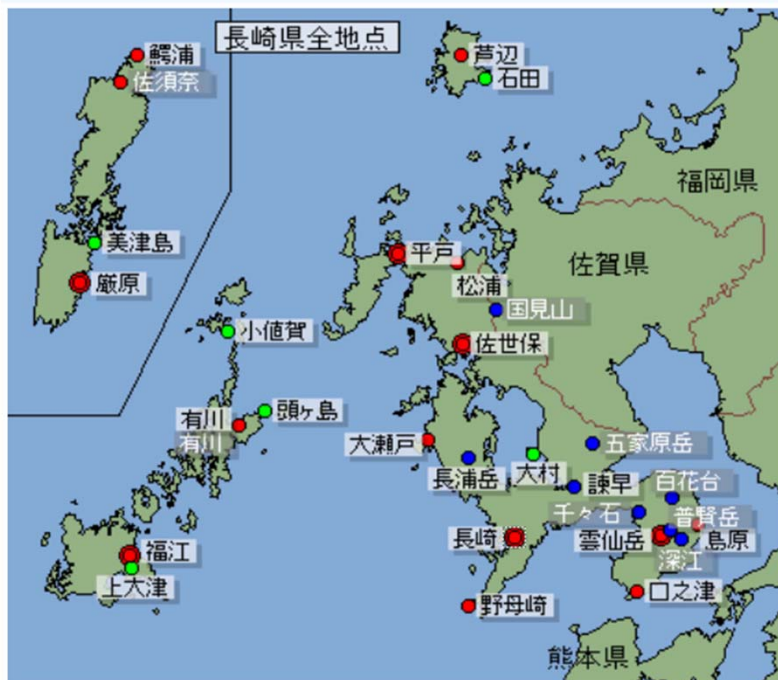 長崎県全地点
鰐浦
佐須奈
芦辺
石田
福岡県
美津島
厳原
平戸
松浦
佐賀県
国見山
小値賀
佐世保
頭ヶ島
有川
有川
大瀬戸
長浦岳
大村
五家原岳
諫早
百花台
千々石
普賢岳
長崎
雲仙岳
島原
深江
福江
上大津
野母崎
口之津
熊本県